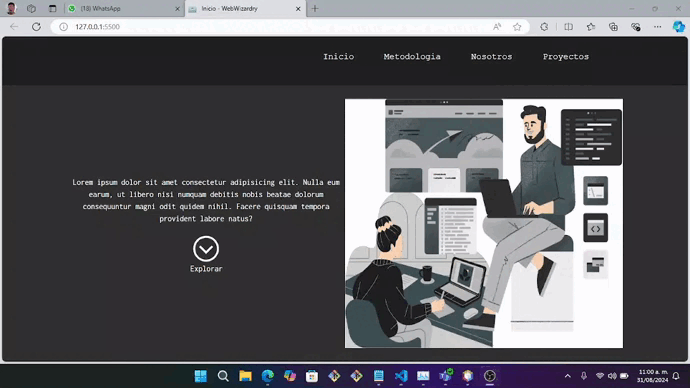 (18) WhatsApp
Inicio - WebWizardry
127.0.0.1:5500
Inicio
Metodologia
Nosotros
Proyectos
Lorem ipsum dolor sit amet consectetur adipisicing elit. Nulla eum
earum, ut libero nisi numquam debitis nobis beatae dolorum
consequuntur magni odit quidem nihil. Facere quisquam tempora
provident labore natus?
Explorar
11:00 a. m.
31/08/2024